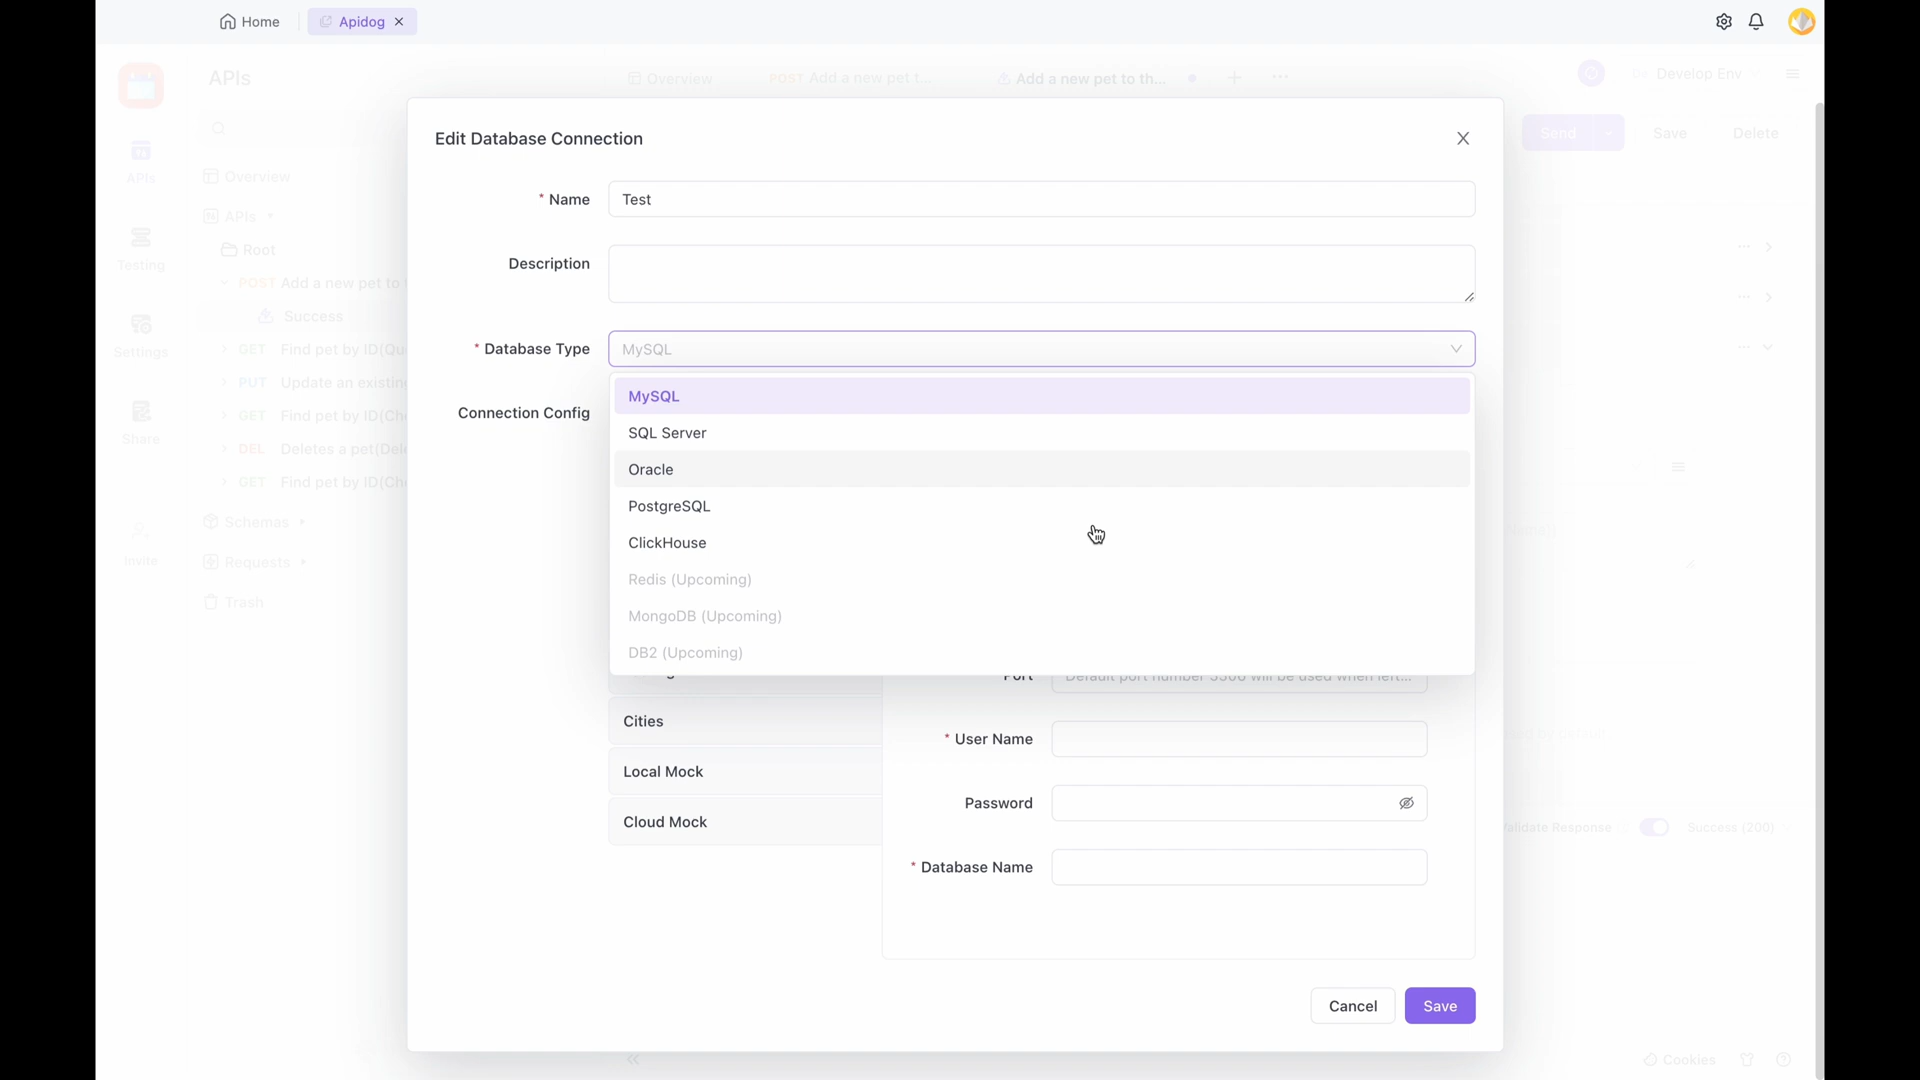 Home
Apidog
APIs
Overview
POST Add a new pet t...
Add a new pet to th...
Develop Env
Send
Save
Delete
APIs
Testing
Settings
Share
Invite
Overview
APIs
Root
POST Add a new pet to
Success
GET Find pet by ID(Qu
PUT Update an existin
GET Find pet by ID(Ch
DEL Deletes a pet(Del
GET Find pet by ID(Ch
Schemas
Requests
Trash
Edit Database Connection
* Name
Test
Description
* Database Type
MySQL
Connection Config
MySQL
SQL Server
Oracle
PostgreSQL
ClickHouse
Redis (Upcoming)
MongoDB (Upcoming)
DB2 (Upcoming)
Port
Default port number 3306 will be used when left...
Cities
Local Mock
Cloud Mock
* User Name
Password
* Database Name
Cancel
Save
Validate Response
Success (200)
Cookies